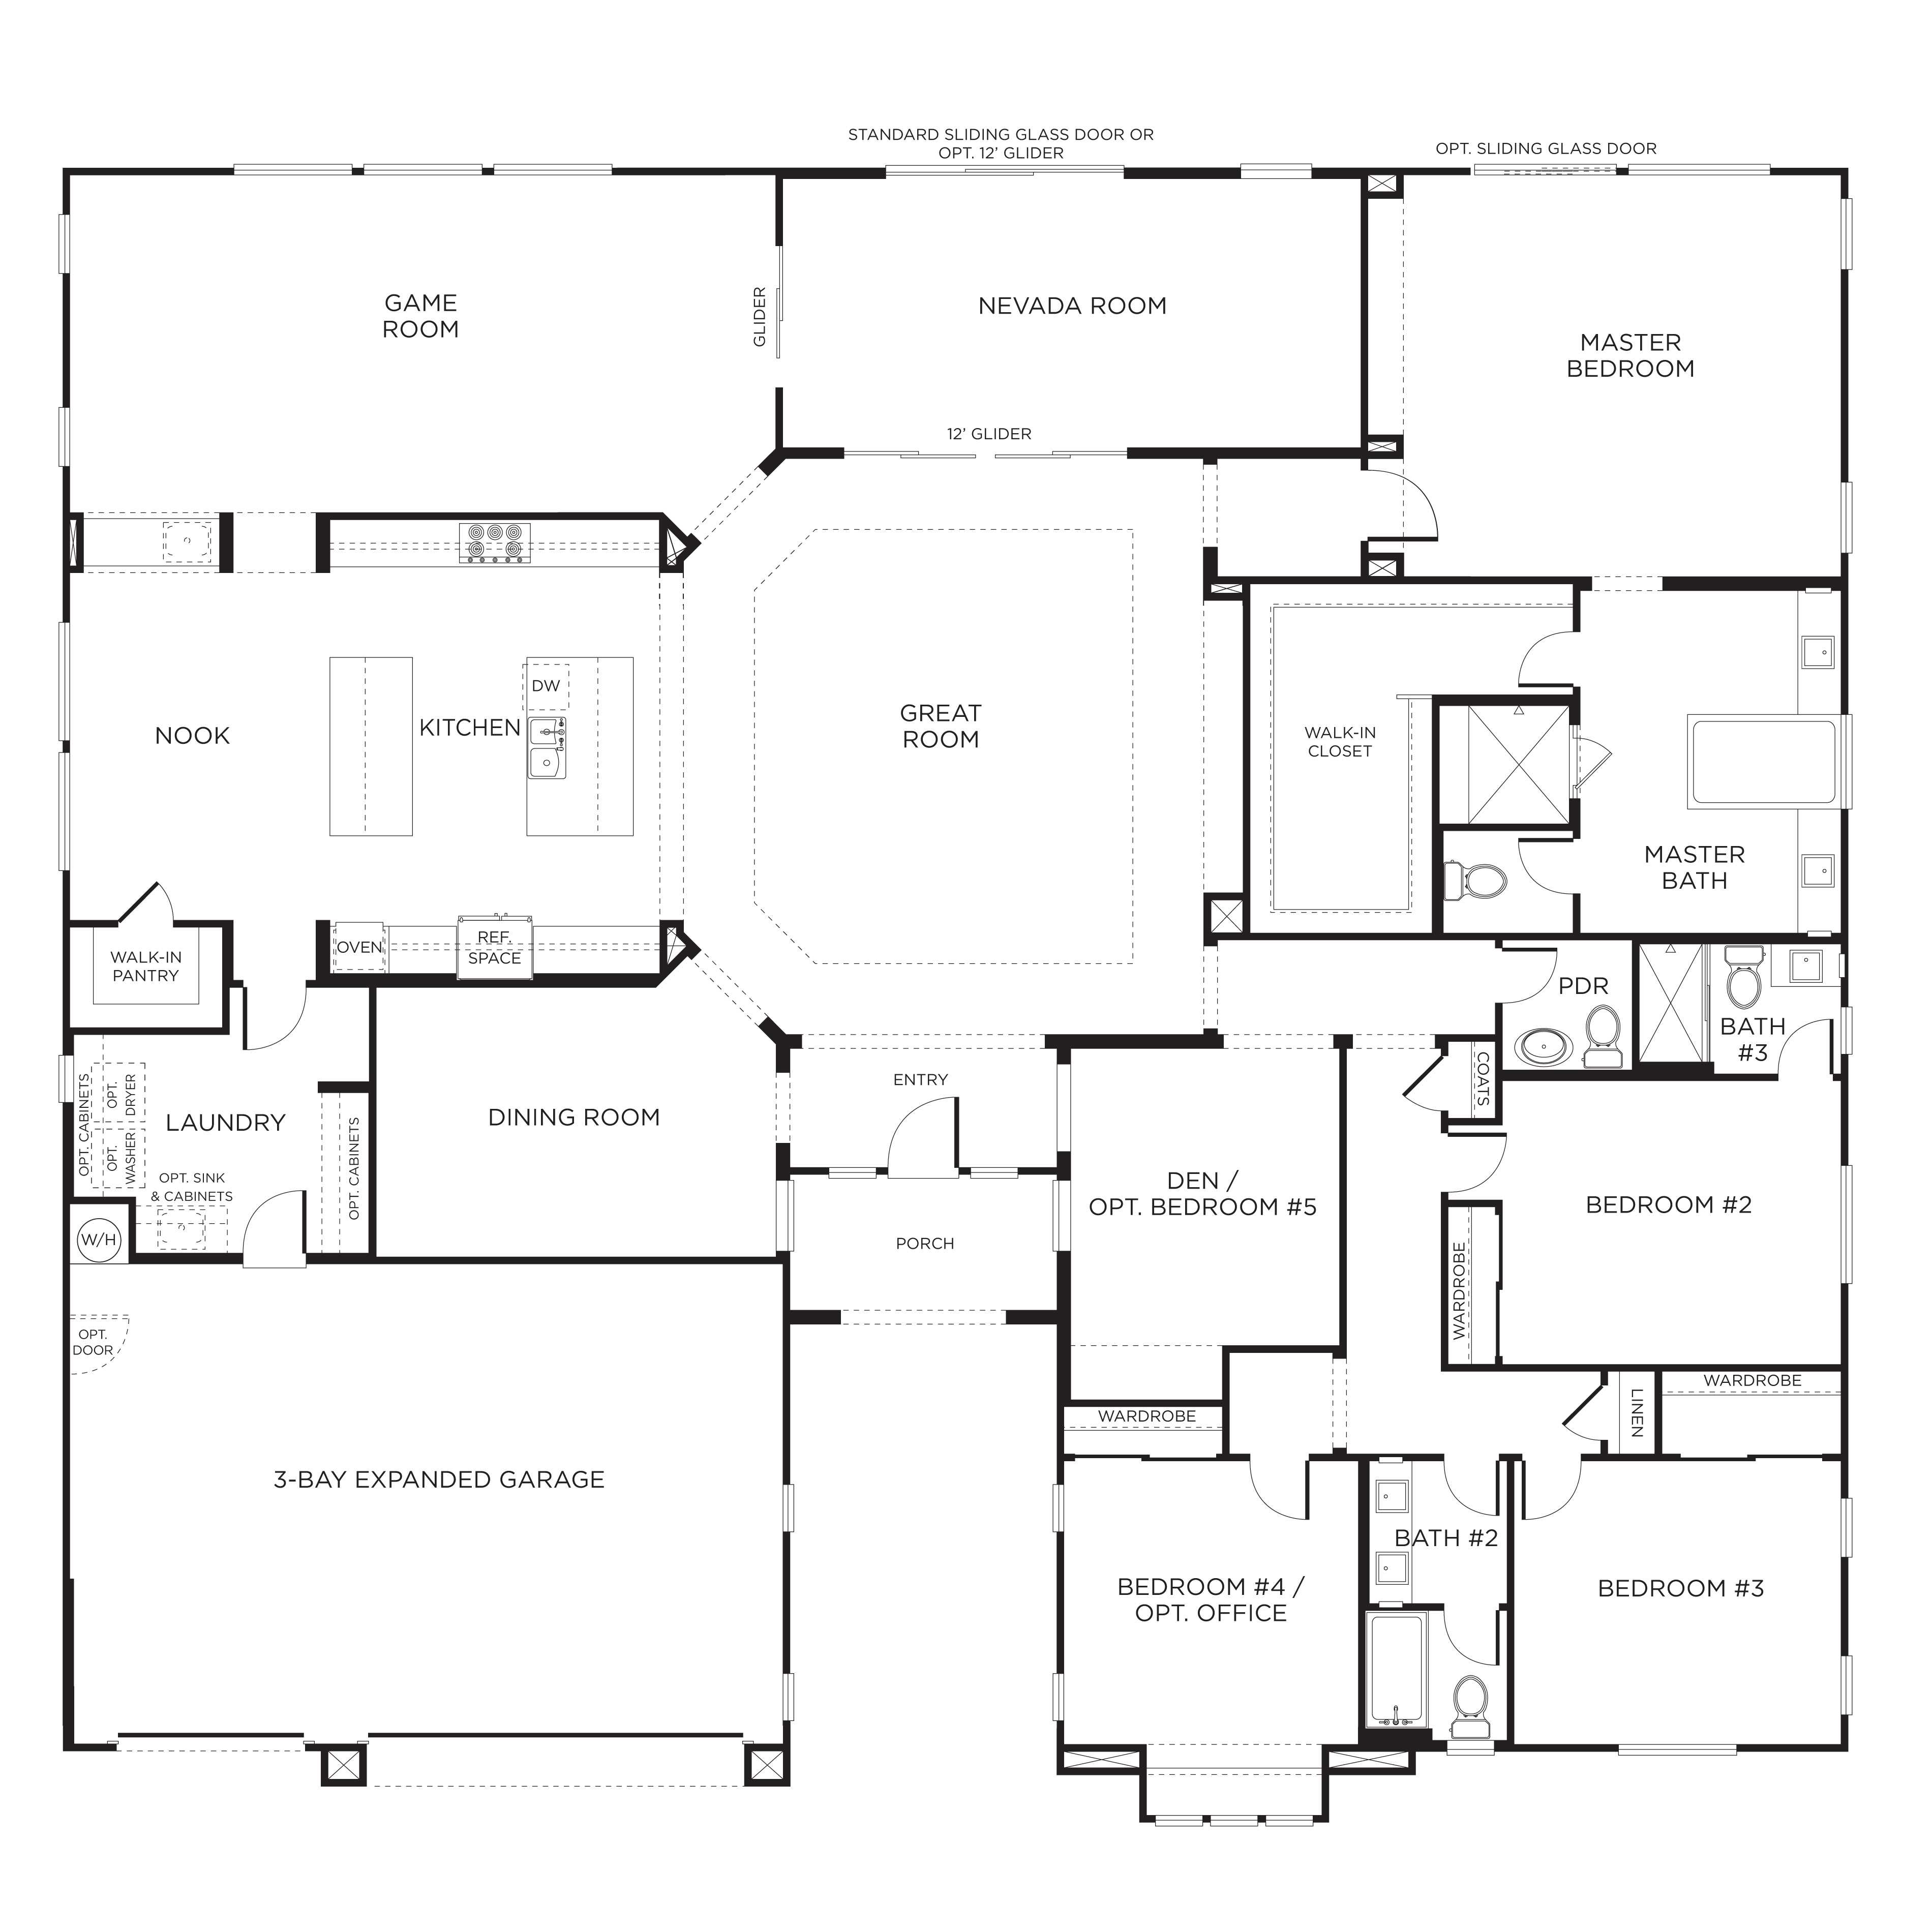 STANDARD SLIDING GLASS DOOR OR
OPT. 12’ GLIDER
OPT. SLIDING GLASS DOOR
GAME
ROOM
GLIDER
NEVADA ROOM
MASTER
BEDROOM
12’ GLIDER
NOOK
KITCHEN
DW
GREAT
ROOM
WALK-IN
CLOSET
MASTER
BATH
WALK-IN
PANTRY
OVEN
REF.
SPACE
PDR
BATH
#3
COATS
ENTRY
OPT. CABINETS
OPT.
DRYER
OPT.
WASHER
LAUNDRY
OPT. SINK
& CABINETS
OPT. CABINETS
DINING ROOM
W/H
PORCH
DEN /
OPT. BEDROOM #5
BEDROOM #2
WARDROBE
OPT.
DOOR
WARDROBE
LINEN
WARDROBE
3-BAY EXPANDED GARAGE
BATH #2
BEDROOM #4 /
OPT. OFFICE
BEDROOM #3